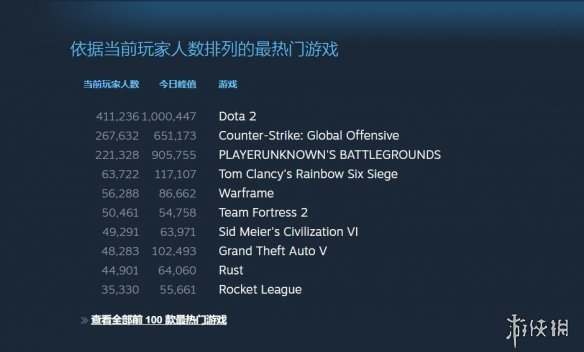 依据当前玩家人数排列的最热门游戏
当前玩家人数 今日峰值 游戏
411,236 1,000,447 Dota 2
267,632 651,173 Counter-Strike: Global Offensive
221,328 905,755 PLAYERUNKNOWN'S BATTLEGROUNDS
63,722 117,107 Tom Clancy's Rainbow Six Siege
56,288 86,662 Warframe
50,461 54,758 Team Fortress 2
49,291 63,971 Sid Meier's Civilization VI
48,283 102,493 Grand Theft Auto V
44,901 64,060 Rust
35,330 55,661 Rocket League
» 查看全部前 100 款最热门游戏
游侠网